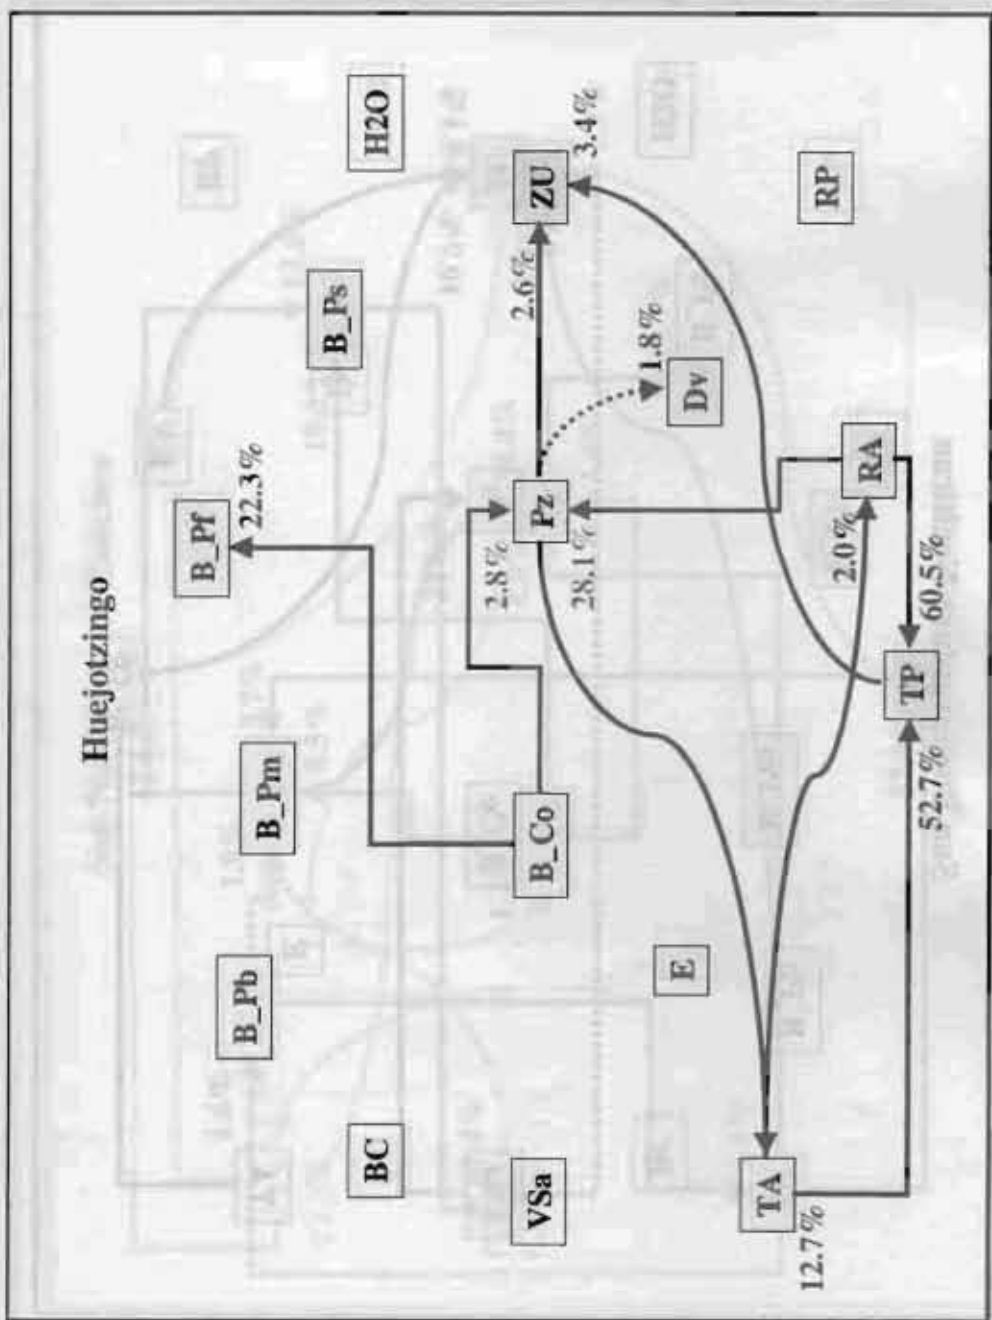 Huejotzingo
B_Pf
22.3%
B_Pb
B_Pm
B_Ps
BC
H2O
2.8%
2.6%
VSa
B_Co
Pz
ZU
28.1%
3.4%
1.8%
E
Dv
TA
12.7%
RP
2.0%
RA
TP
52.7%
60.5%